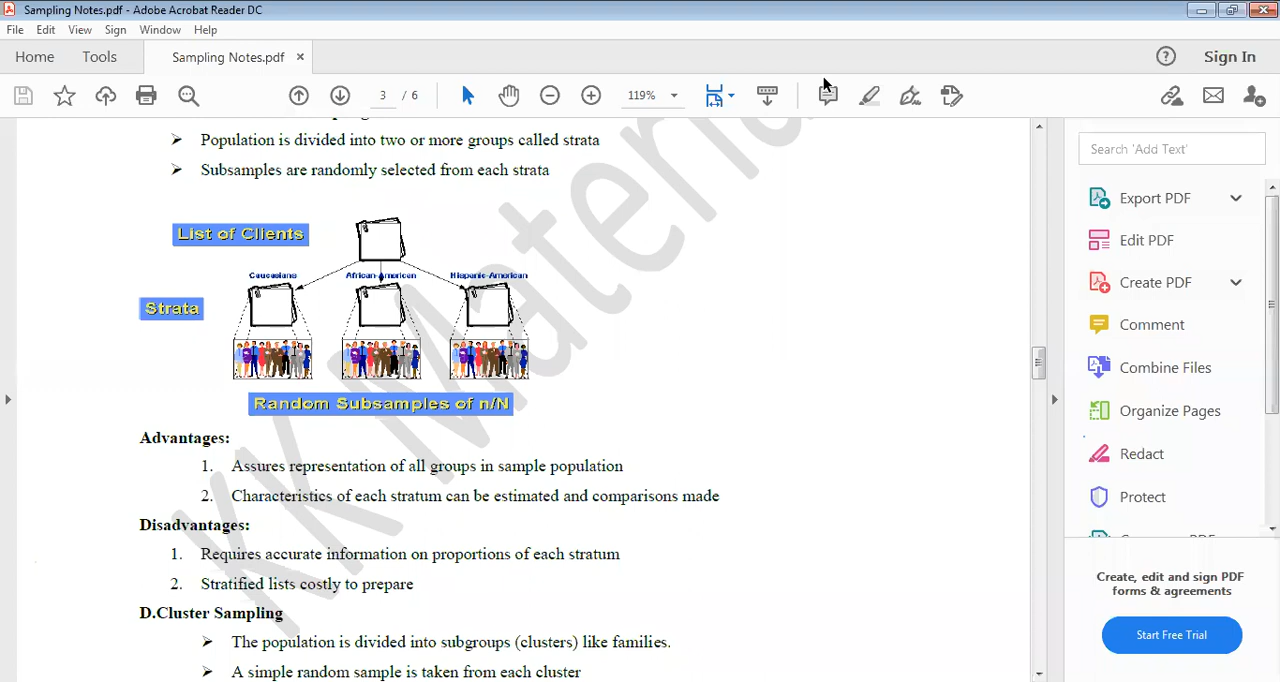 Sampling Notes.pdf - Adobe Acrobat Reader DC
File Edit View Sign Window Help
Home Tools Sampling Notes.pdf × Sign In
3 / 6 119%
➢ Population is divided into two or more groups called strata
➢ Subsamples are randomly selected from each strata
List of Clients
Caucasians African-American Hispanic-American
Strata
Random Subsamples of n/N
Advantages:
1. Assures representation of all groups in sample population
2. Characteristics of each stratum can be estimated and comparisons made
Disadvantages:
1. Requires accurate information on proportions of each stratum
2. Stratified lists costly to prepare
D.Cluster Sampling
➢ The population is divided into subgroups (clusters) like families.
➢ A simple random sample is taken from each cluster
KK Materia
Search 'Add Text'
Export PDF
Edit PDF
Create PDF
Comment
Combine Files
Organize Pages
Redact
Protect
Create, edit and sign PDF
forms & agreements
Start Free Trial